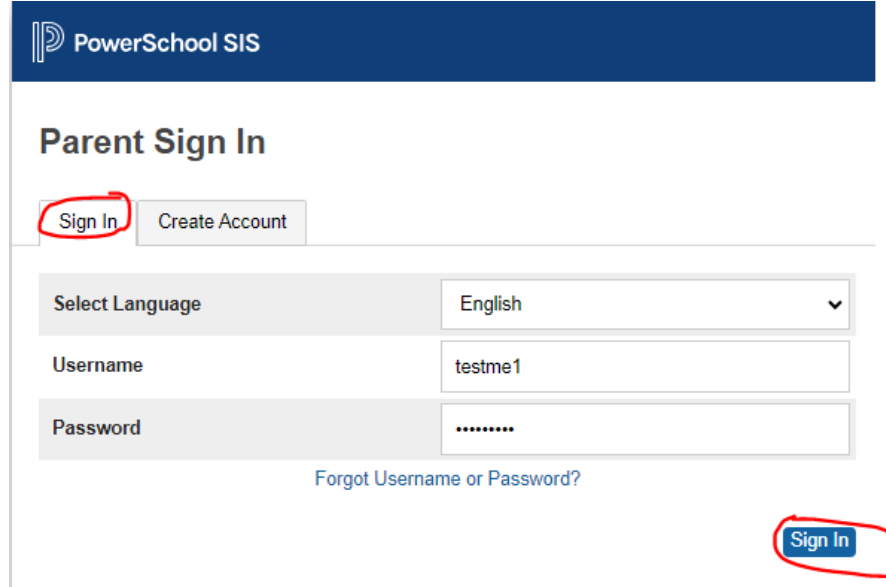 PowerSchool SIS
Parent Sign In
Sign In Create Account
Select Language English
Username testme1
Password •••••••••
Forgot Username or Password?
Sign In